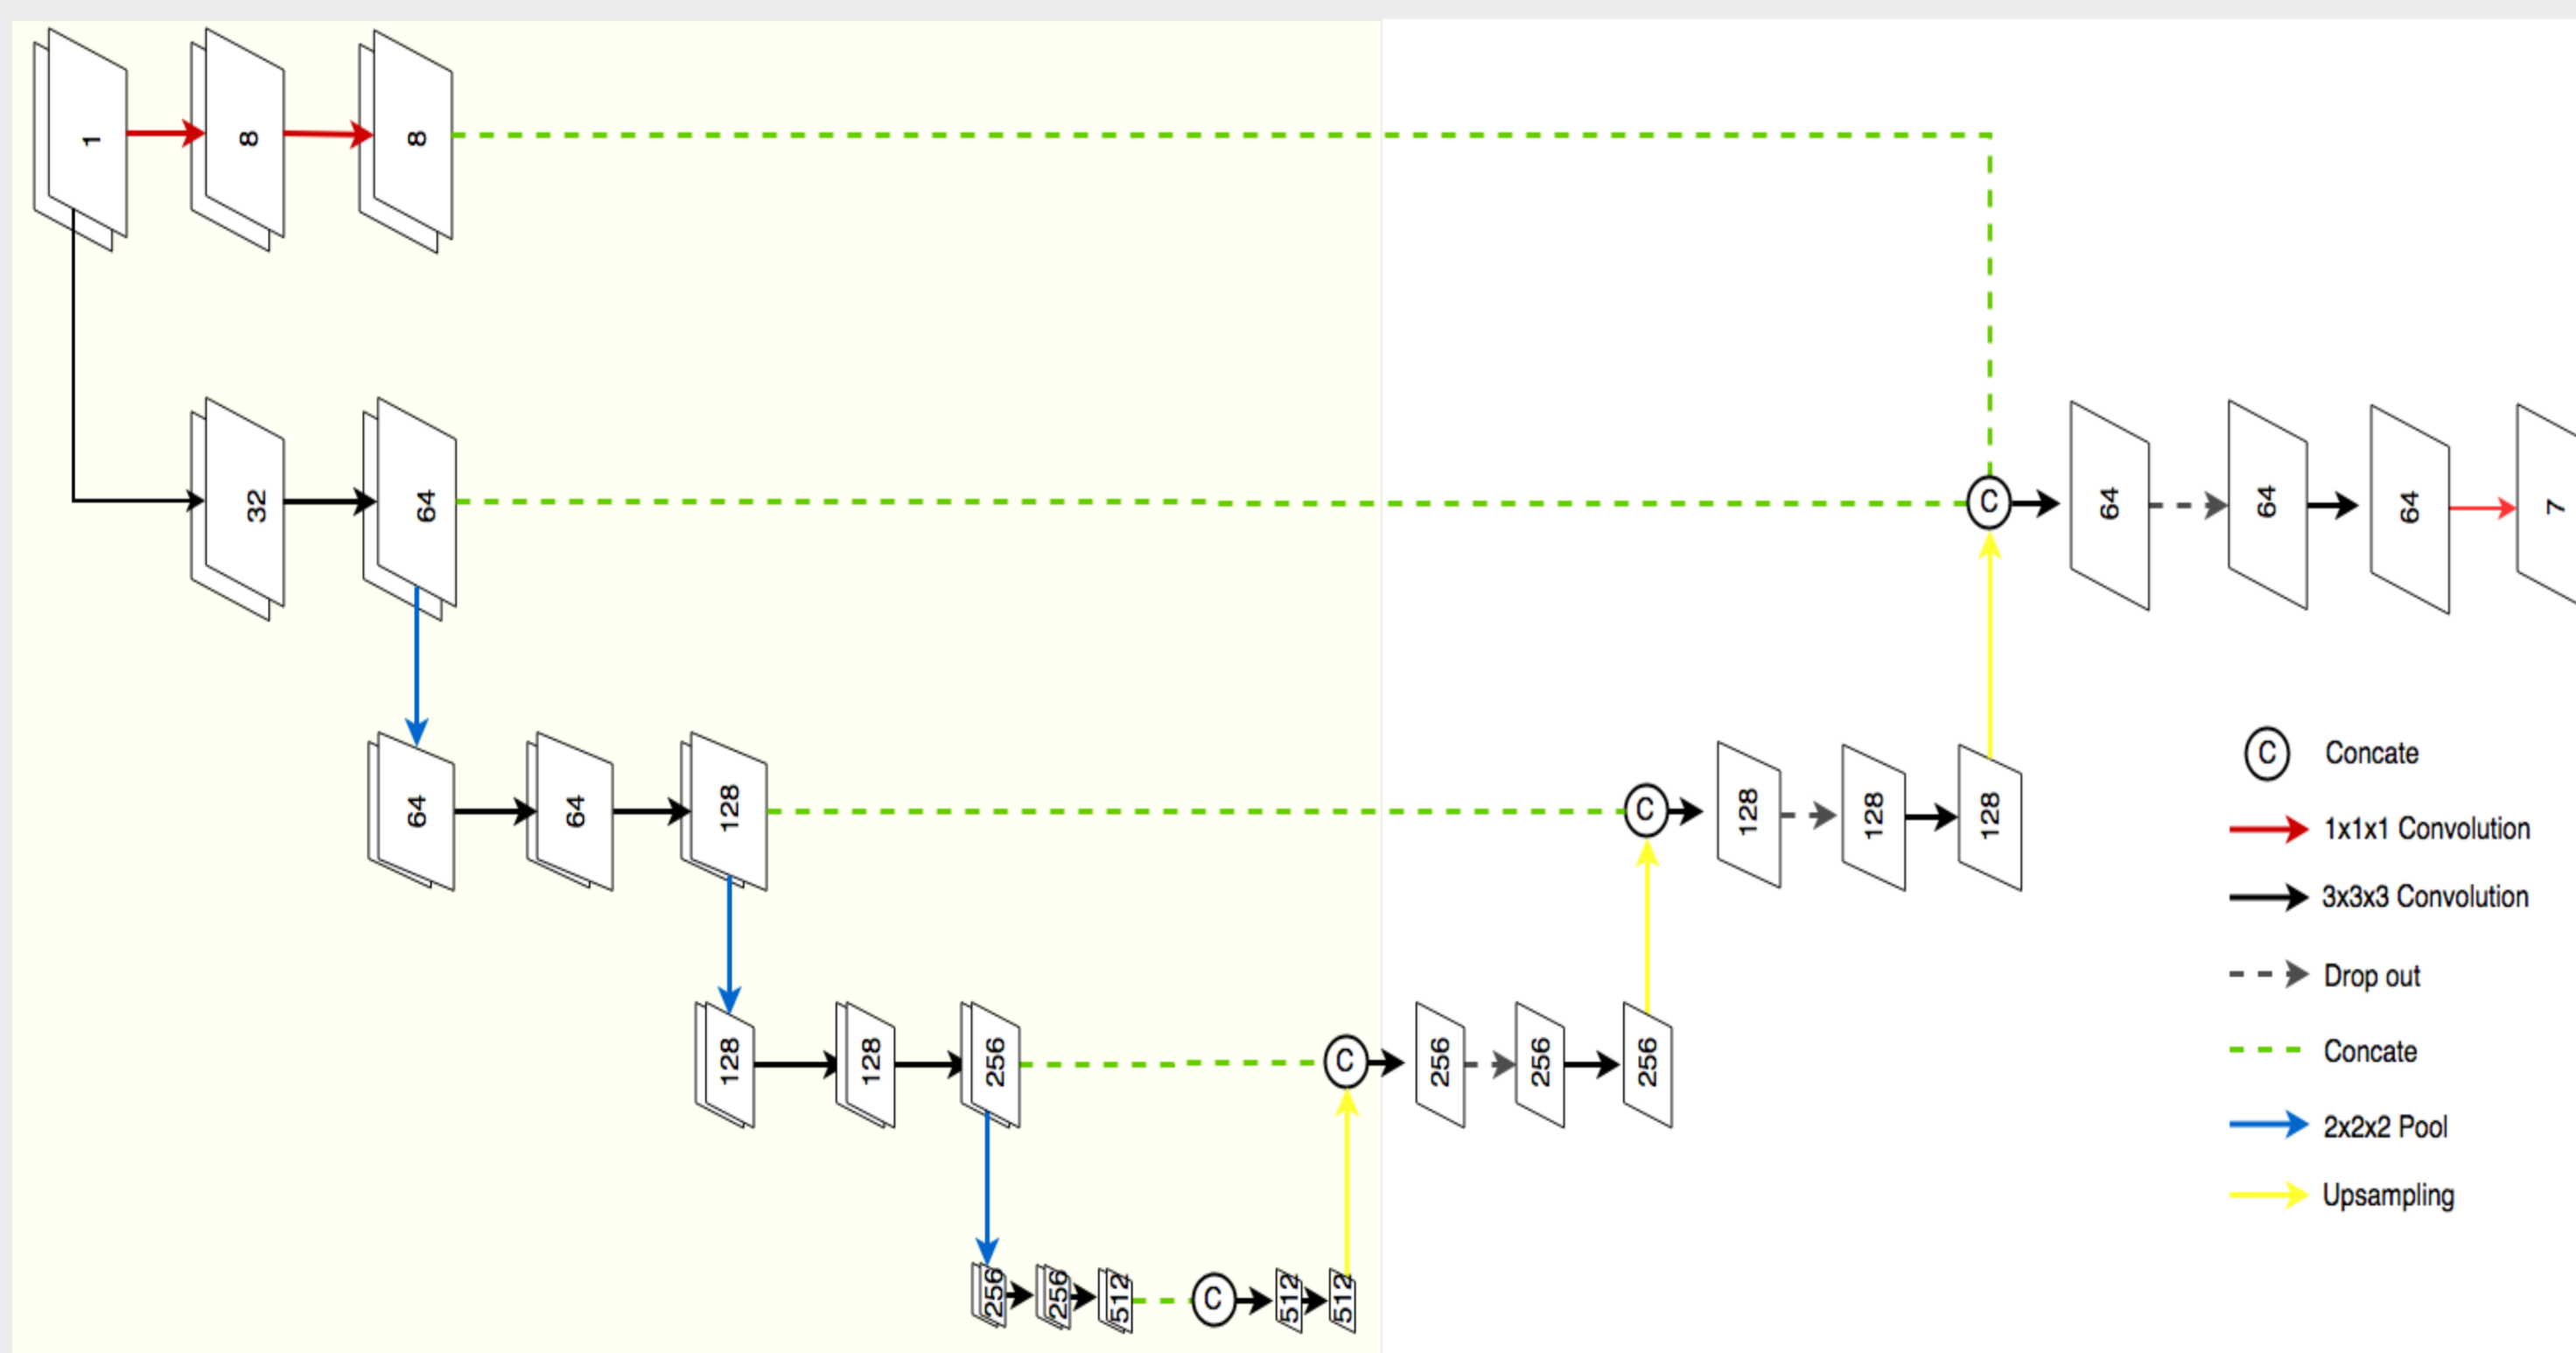 1
8
8
32
64
64
64
64
7
64
64
128
128
128
128
C
C
128
128
256
C
256
256
256
256
256
512
C
512
512
C Concate
1x1x1 Convolution
3x3x3 Convolution
Drop out
Concate
2x2x2 Pool
Upsampling